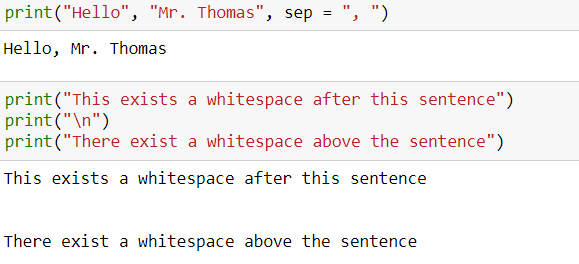 print("Hello", "Mr. Thomas", sep = ", ")
Hello, Mr. Thomas
print("This exists a whitespace after this sentence")
print("\n")
print("There exist a whitespace above the sentence")
This exists a whitespace after this sentence
There exist a whitespace above the sentence